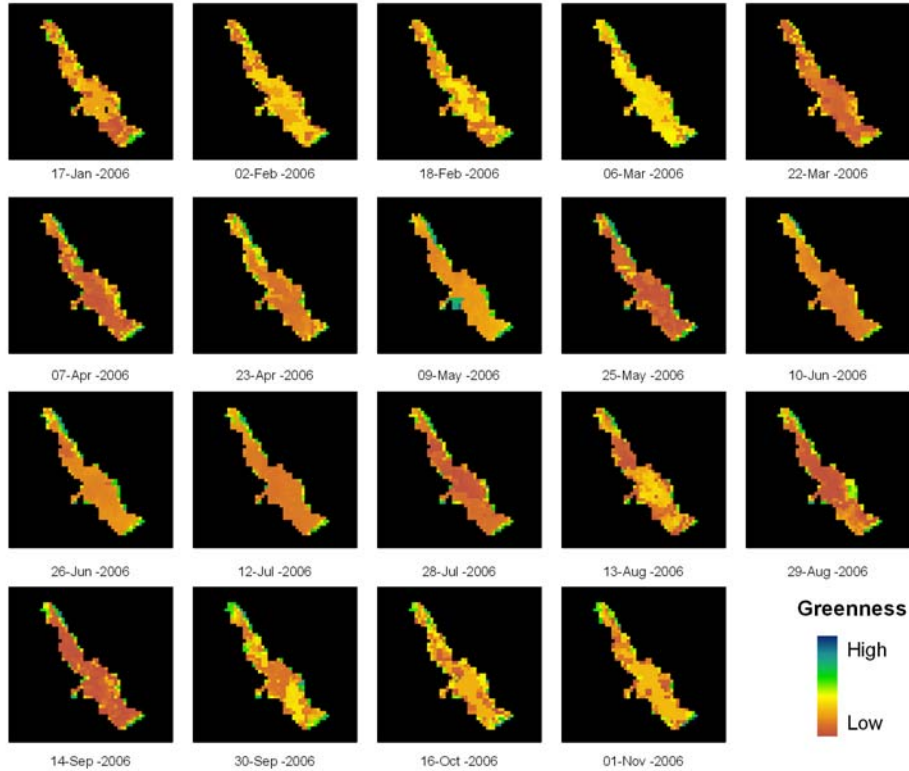 17-Jan -2006
02-Feb -2006
18-Feb -2006
06-Mar -2006
22-Mar -2006
07-Apr -2006
23-Apr -2006
09-May -2006
25-May -2006
10-Jun -2006
26-Jun -2006
12-Jul -2006
28-Jul -2006
13-Aug -2006
29-Aug -2006
14-Sep -2006
30-Sep -2006
16-Oct -2006
01-Nov -2006
Greenness
High
Low